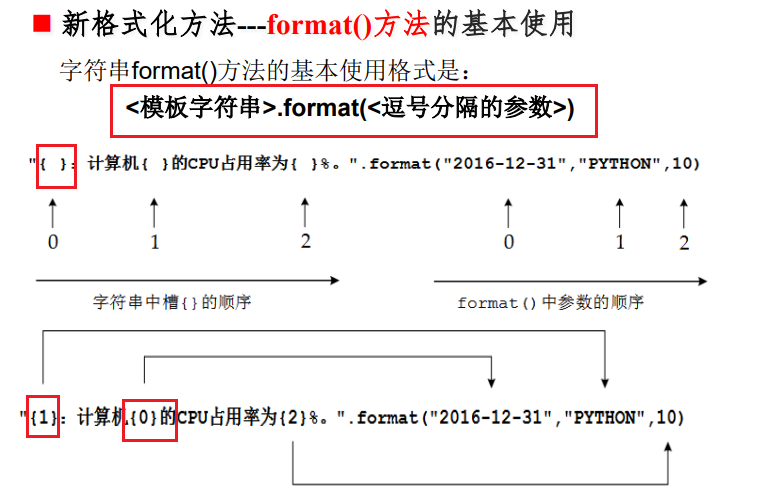 ■ 新格式化方法---format()方法的基本使用
字符串format()方法的基本使用格式是：
<模板字符串>.format(<逗号分隔的参数>)
"{ }：计算机{ }的CPU占用率为{ }%。".format("2016-12-31","PYTHON",10)
0 1 2 0 1 2
字符串中槽{}的顺序 format()中参数的顺序
"{1}：计算机{0}的CPU占用率为{2}%。".format("2016-12-31","PYTHON",10)